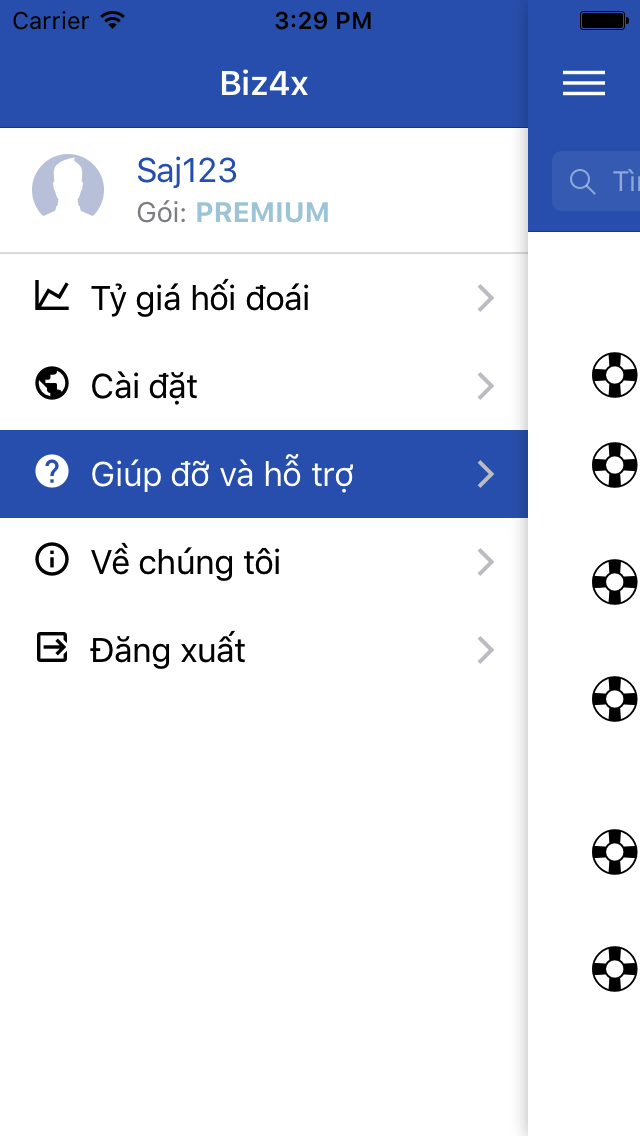 Carrier 3:29 PM
Biz4x
Saj123
Gói: PREMIUM
Tỷ giá hối đoái
Cài đặt
Giúp đỡ và hỗ trợ
Về chúng tôi
Đăng xuất